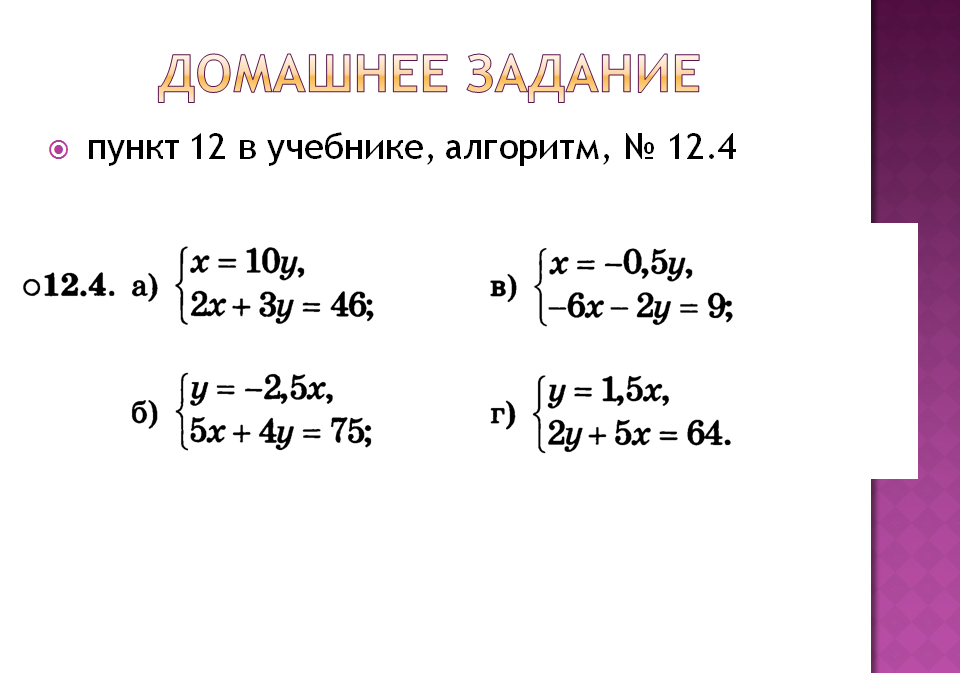 ДОМАШНЕЕ ЗАДАНИЕ
пункт 12 в учебнике, алгоритм, № 12.4
12.4. а) x = 10y,
2x + 3y = 46;
в) x = –0,5y,
–6x – 2y = 9;
б) y = –2,5x,
5x + 4y = 75;
г) y = 1,5x,
2y + 5x = 64.